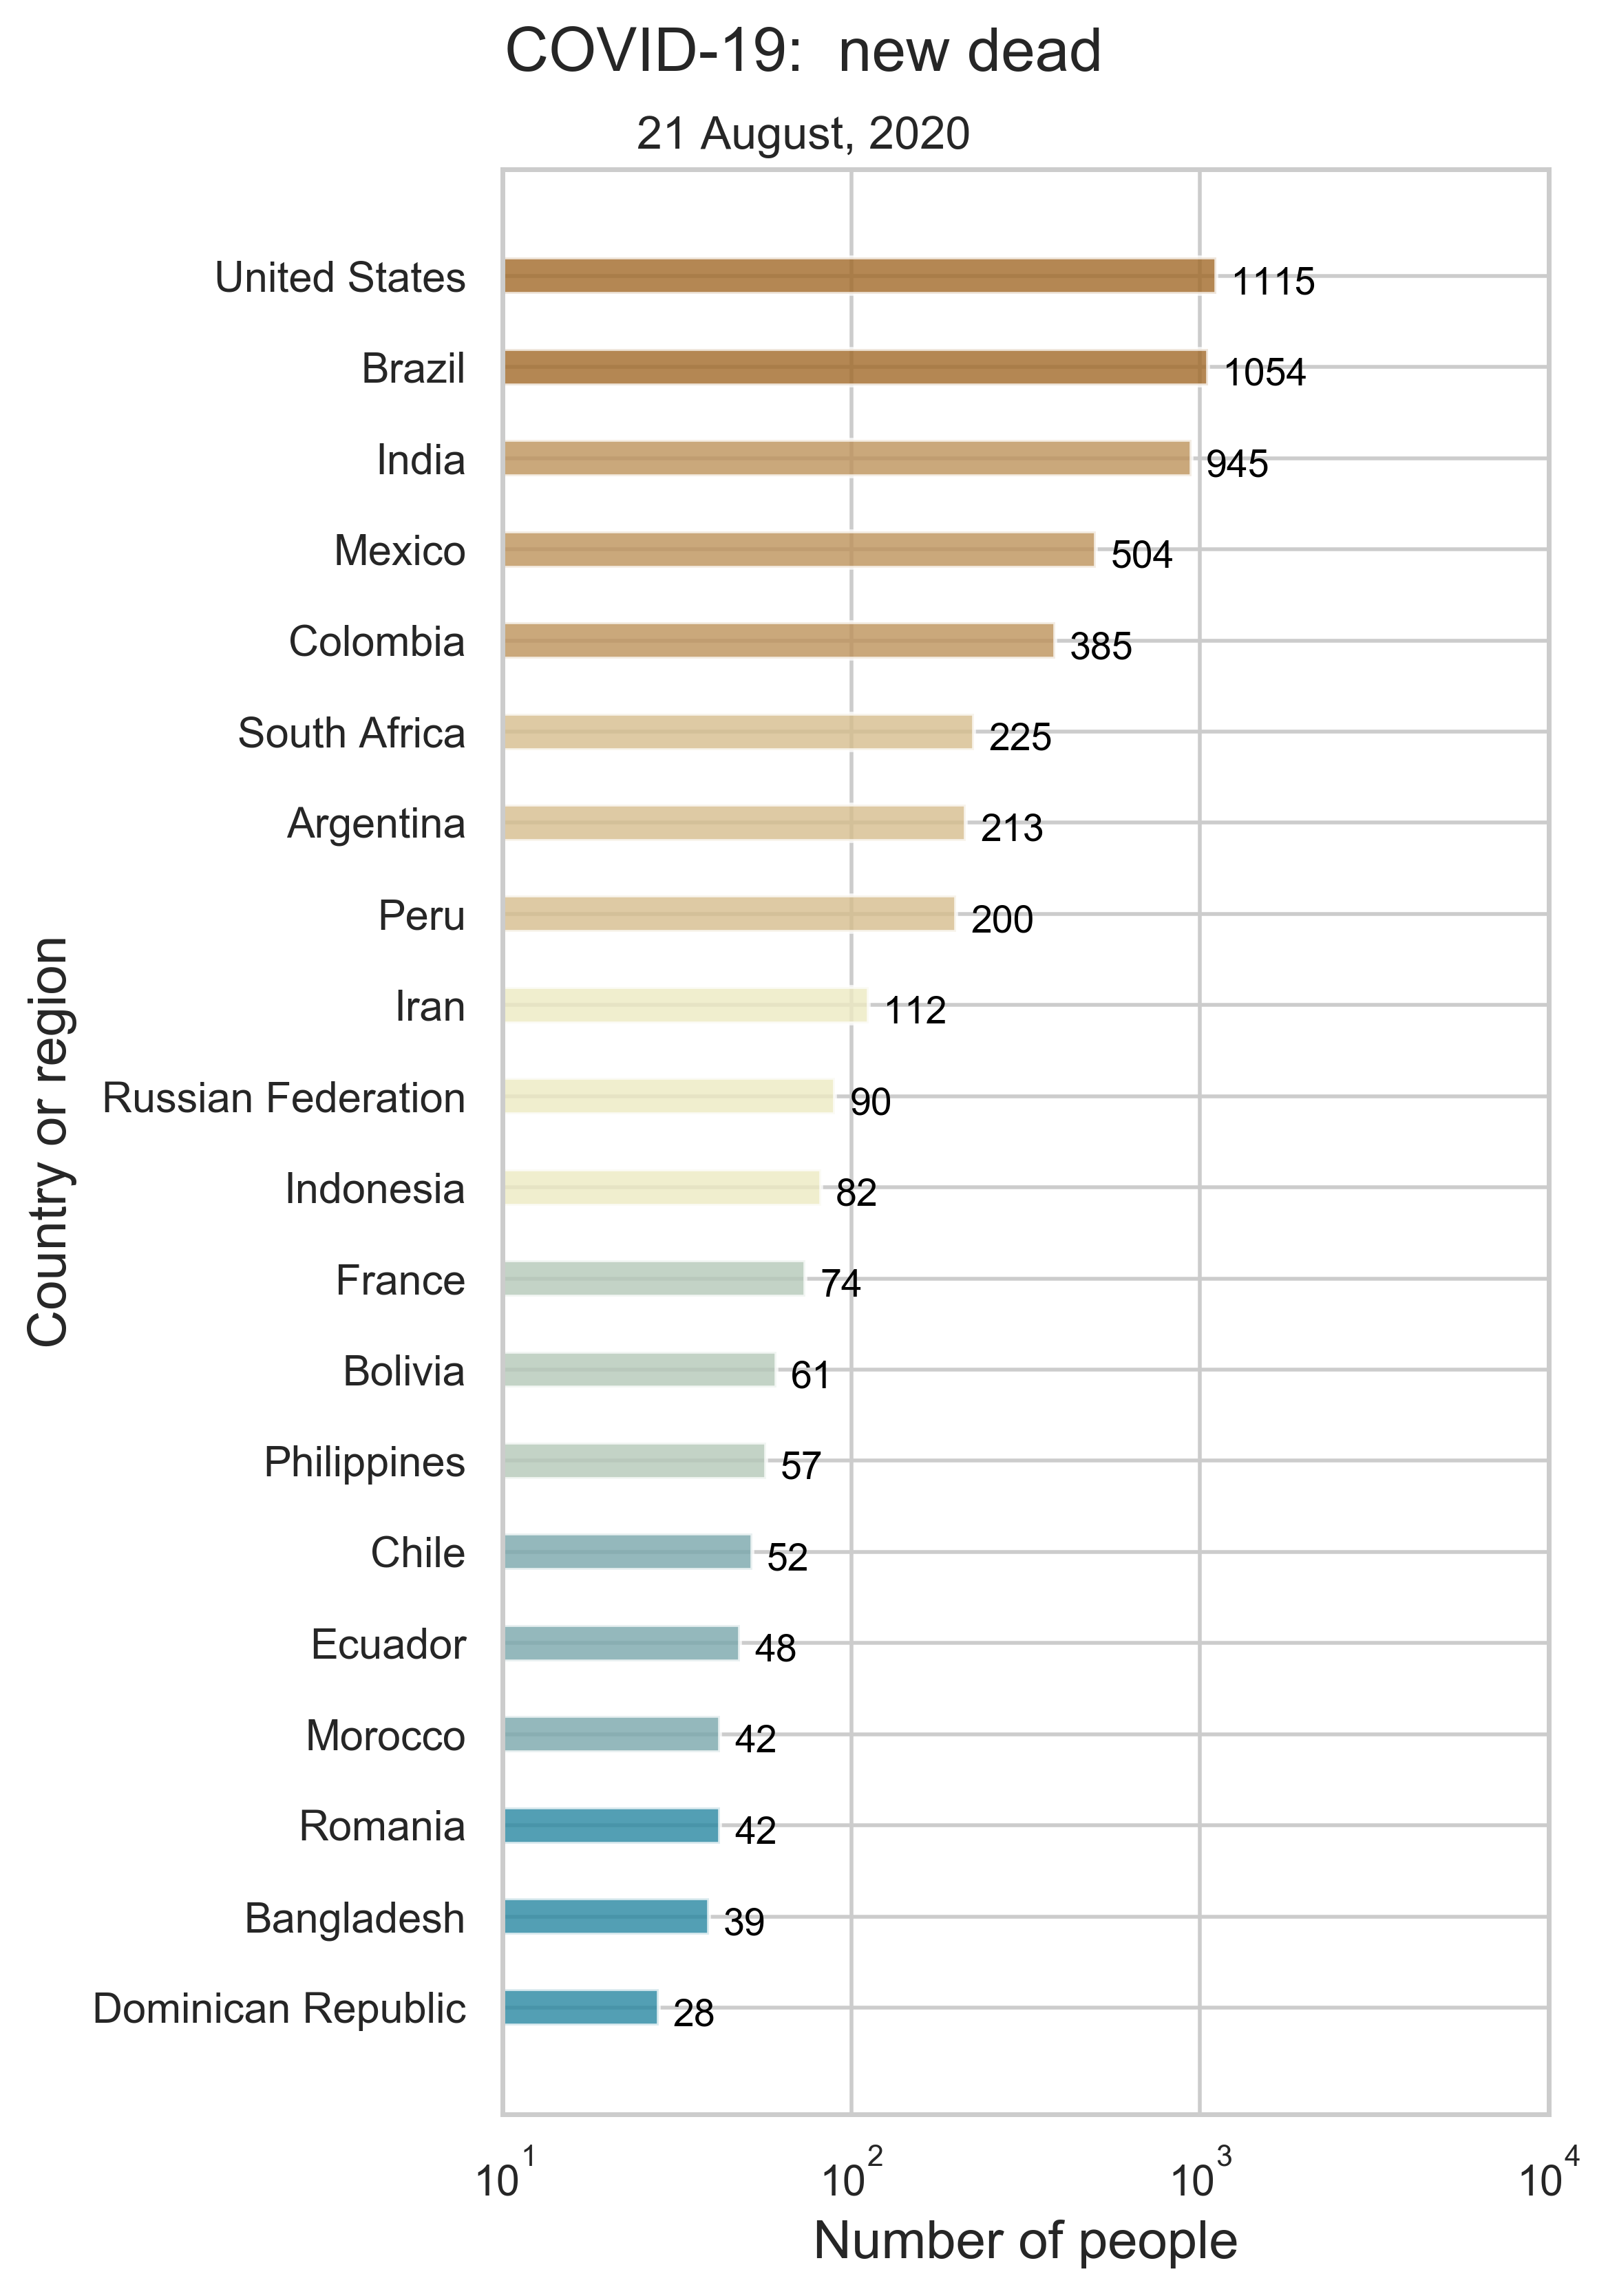 COVID-19:  new dead
21 August, 2020
United States 1115
Brazil 1054
India 945
Mexico 504
Colombia 385
South Africa 225
Argentina 213
Peru 200
Iran 112
Russian Federation 90
Indonesia 82
France 74
Bolivia 61
Philippines 57
Chile 52
Ecuador 48
Morocco 42
Romania 42
Bangladesh 39
Dominican Republic 28
Country or region
10^1 10^2 10^3 10^4
Number of people